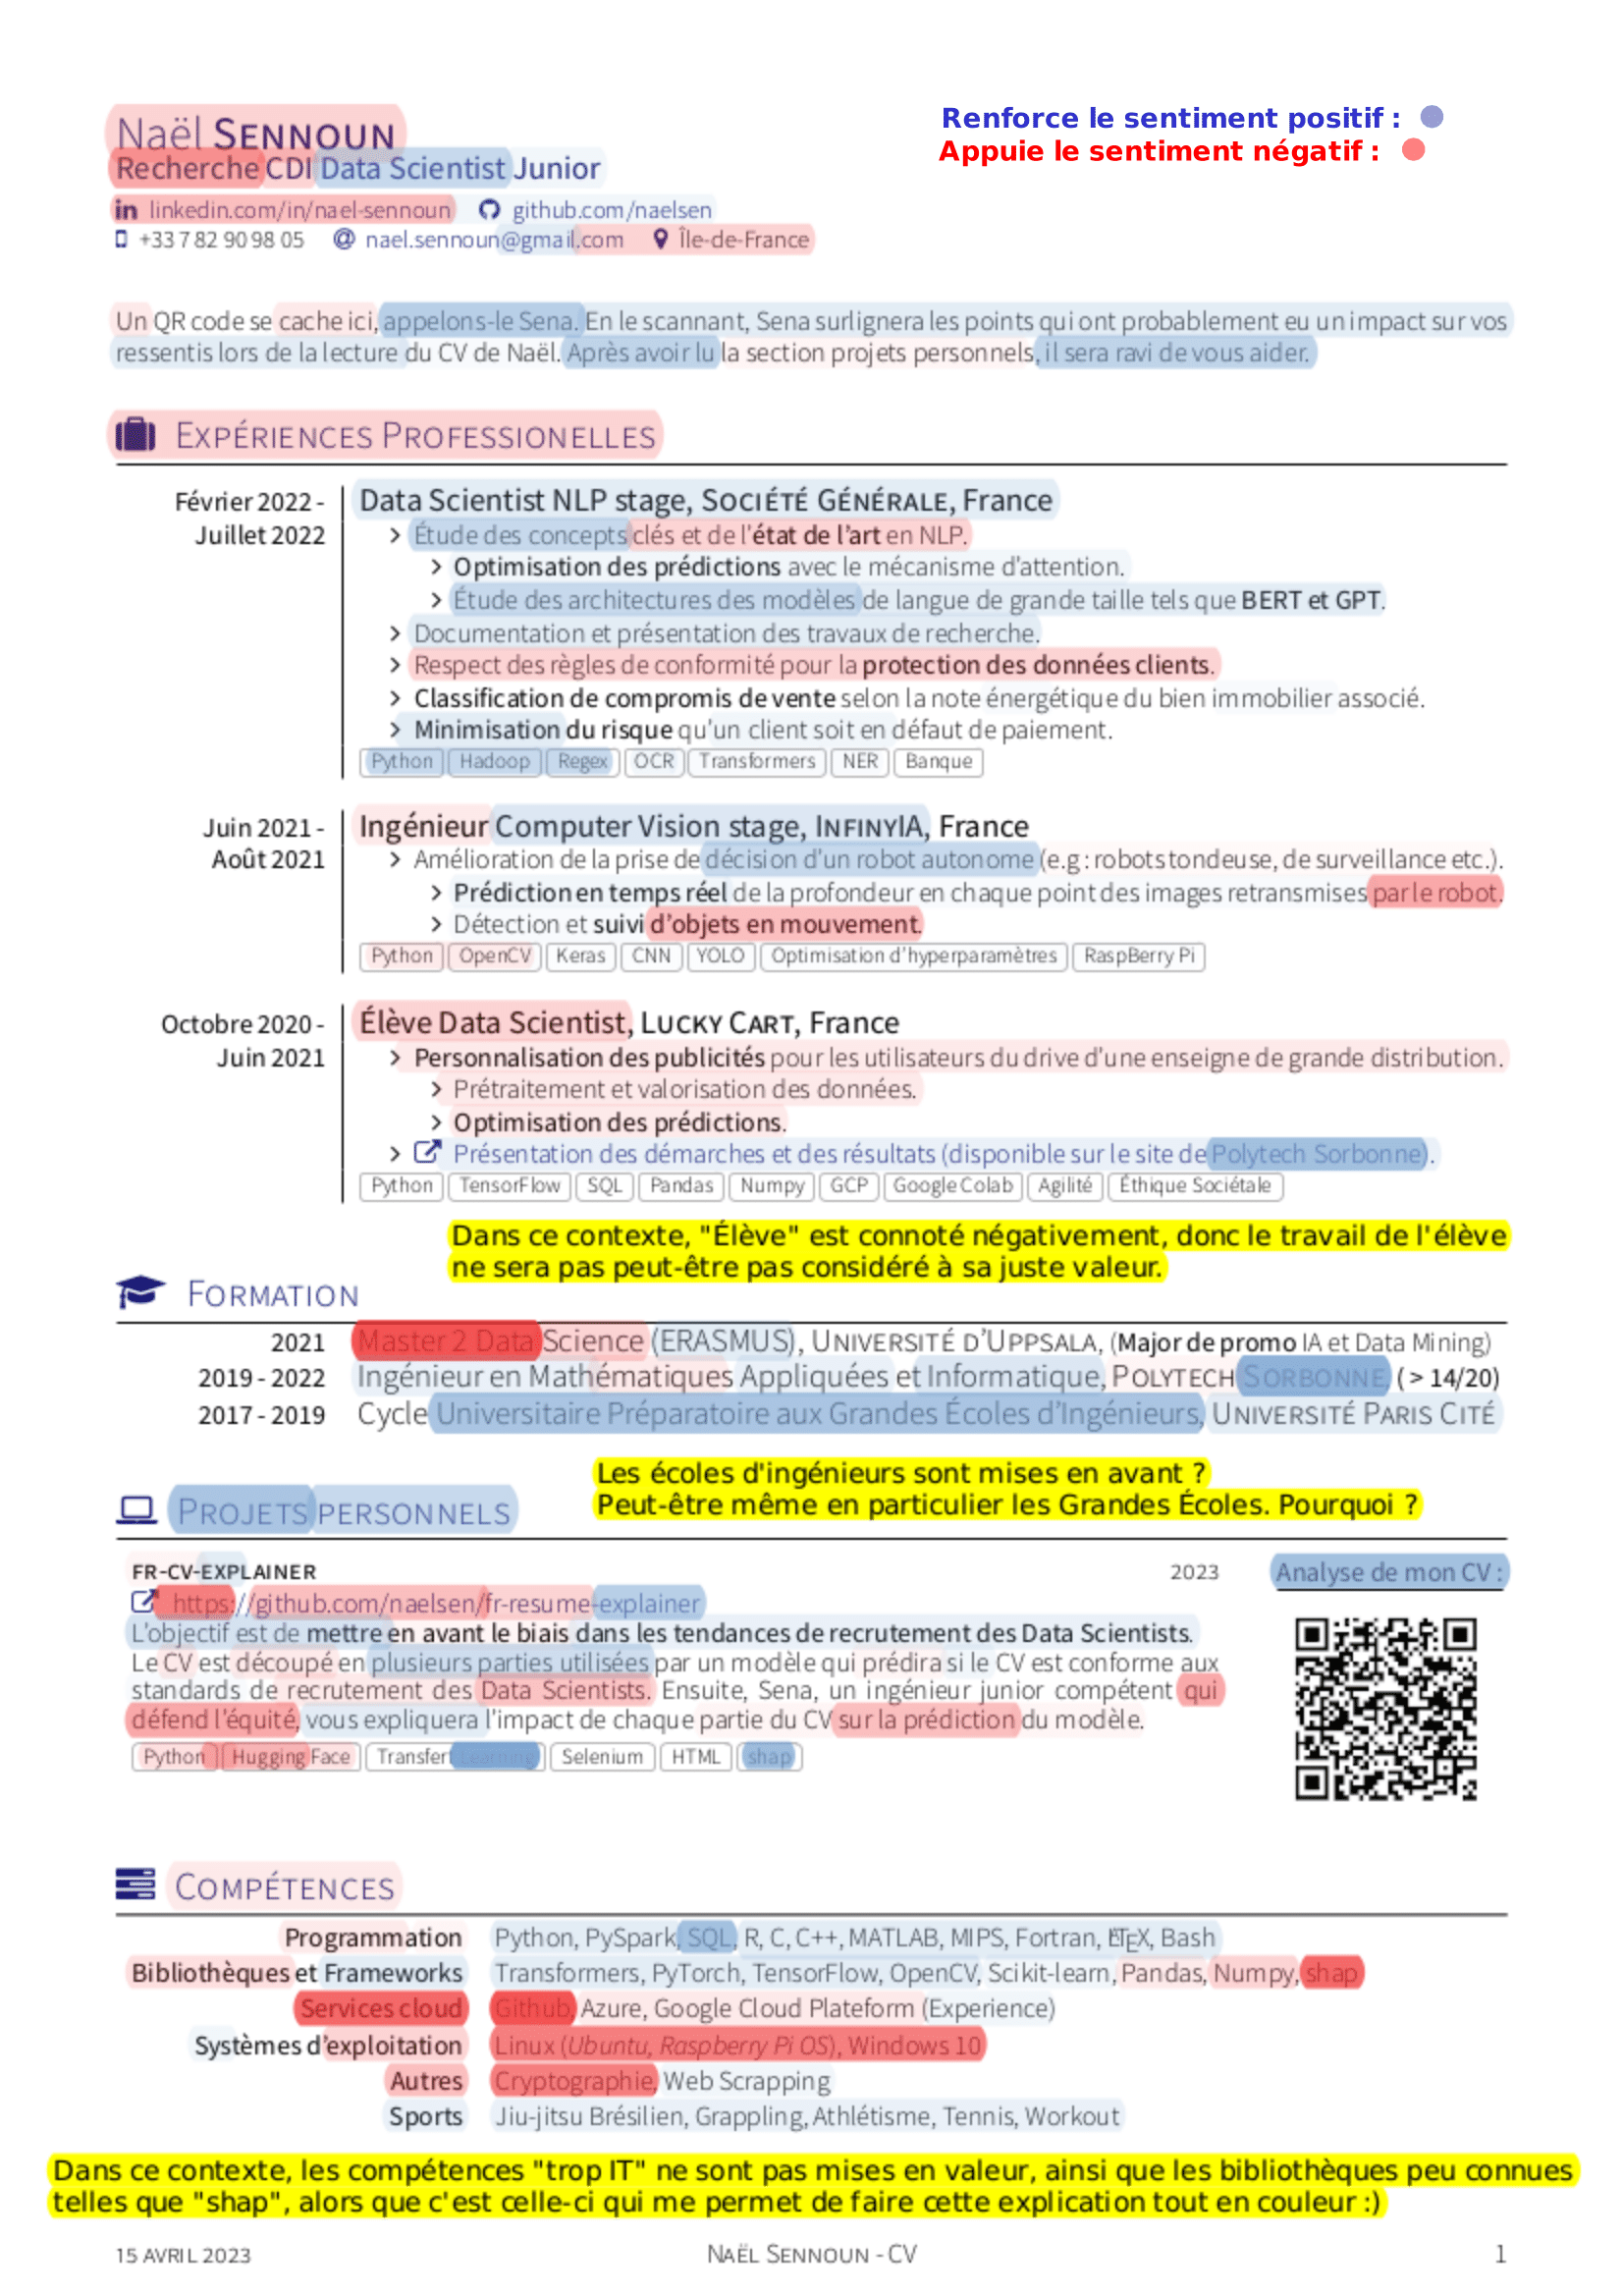 Renforce le sentiment positif :
Appuie le sentiment négatif :
Naël SENNOUN
Recherche CDI Data Scientist Junior
linkedin.com/in/nael-sennoun github.com/naelsen
+33 7 82 90 98 05 nael.sennoun@gmail.com Île-de-France
Un QR code se cache ici, appelons-le Sena. En le scannant, Sena surlignera les points qui ont probablement eu un impact sur vos
ressentis lors de la lecture du CV de Naël. Après avoir lu la section projets personnels, il sera ravi de vous aider.
EXPÉRIENCES PROFESSIONELLES
Février 2022 - Data Scientist NLP stage, SOCIÉTÉ GÉNÉRALE, France
Juillet 2022 > Étude des concepts clés et de l'état de l'art en NLP.
> Optimisation des prédictions avec le mécanisme d'attention.
> Étude des architectures des modèles de langue de grande taille tels que BERT et GPT.
> Documentation et présentation des travaux de recherche.
> Respect des règles de conformité pour la protection des données clients.
> Classification de compromis de vente selon la note énergétique du bien immobilier associé.
> Minimisation du risque qu'un client soit en défaut de paiement.
Python Hadoop Regex OCR Transformers NER Banque
Juin 2021 - Ingénieur Computer Vision stage, INFINYIA, France
Août 2021 > Amélioration de la prise de décision d'un robot autonome (e.g : robots tondeuse, de surveillance etc.).
> Prédiction en temps réel de la profondeur en chaque point des images retransmises par le robot.
> Détection et suivi d'objets en mouvement.
Python OpenCV Keras CNN YOLO Optimisation d'hyperparamètres RaspBerry Pi
Octobre 2020 - Élève Data Scientist, LUCKY CART, France
Juin 2021 > Personnalisation des publicités pour les utilisateurs du drive d'une enseigne de grande distribution.
> Prétraitement et valorisation des données.
> Optimisation des prédictions.
> Présentation des démarches et des résultats (disponible sur le site de Polytech Sorbonne).
Python TensorFlow SQL Pandas Numpy GCP Google Colab Agilité Éthique Sociétale
Dans ce contexte, "Élève" est connoté négativement, donc le travail de l'élève
ne sera pas peut-être pas considéré à sa juste valeur.
FORMATION
2021 Master 2 Data Science (ERASMUS), UNIVERSITÉ D'UPPSALA, (Major de promo IA et Data Mining)
2019 - 2022 Ingénieur en Mathématiques Appliquées et Informatique, POLYTECH SORBONNE ( > 14/20)
2017 - 2019 Cycle Universitaire Préparatoire aux Grandes Écoles d'Ingénieurs, UNIVERSITÉ PARIS CITÉ
Les écoles d'ingénieurs sont mises en avant ?
Peut-être même en particulier les Grandes Écoles. Pourquoi ?
PROJETS PERSONNELS
FR-CV-EXPLAINER 2023 Analyse de mon CV :
https://github.com/naelsen/fr-resume-explainer
L'objectif est de mettre en avant le biais dans les tendances de recrutement des Data Scientists.
Le CV est découpé en plusieurs parties utilisées par un modèle qui prédira si le CV est conforme aux
standards de recrutement des Data Scientists. Ensuite, Sena, un ingénieur junior compétent qui
défend l'équité, vous expliquera l'impact de chaque partie du CV sur la prédiction du modèle.
Python Hugging Face Transfert Learning Selenium HTML shap
COMPÉTENCES
Programmation Python, PySpark, SQL, R, C, C++, MATLAB, MIPS, Fortran, LATEX, Bash
Bibliothèques et Frameworks Transformers, PyTorch, TensorFlow, OpenCV, Scikit-learn, Pandas, Numpy, shap
Services cloud Github, Azure, Google Cloud Plateform (Experience)
Systèmes d'exploitation Linux (Ubuntu, Raspberry Pi OS), Windows 10
Autres Cryptographie, Web Scrapping
Sports Jiu-jitsu Brésilien, Grappling, Athlétisme, Tennis, Workout
Dans ce contexte, les compétences "trop IT" ne sont pas mises en valeur, ainsi que les bibliothèques peu connues
telles que "shap", alors que c'est celle-ci qui me permet de faire cette explication tout en couleur :)
15 AVRIL 2023 NAËL SENNOUN - CV 1